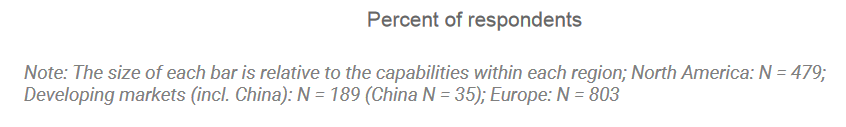 Percent of respondents
Note: The size of each bar is relative to the capabilities within each region; North America: N = 479;
Developing markets (incl. China): N = 189 (China N = 35); Europe: N = 803